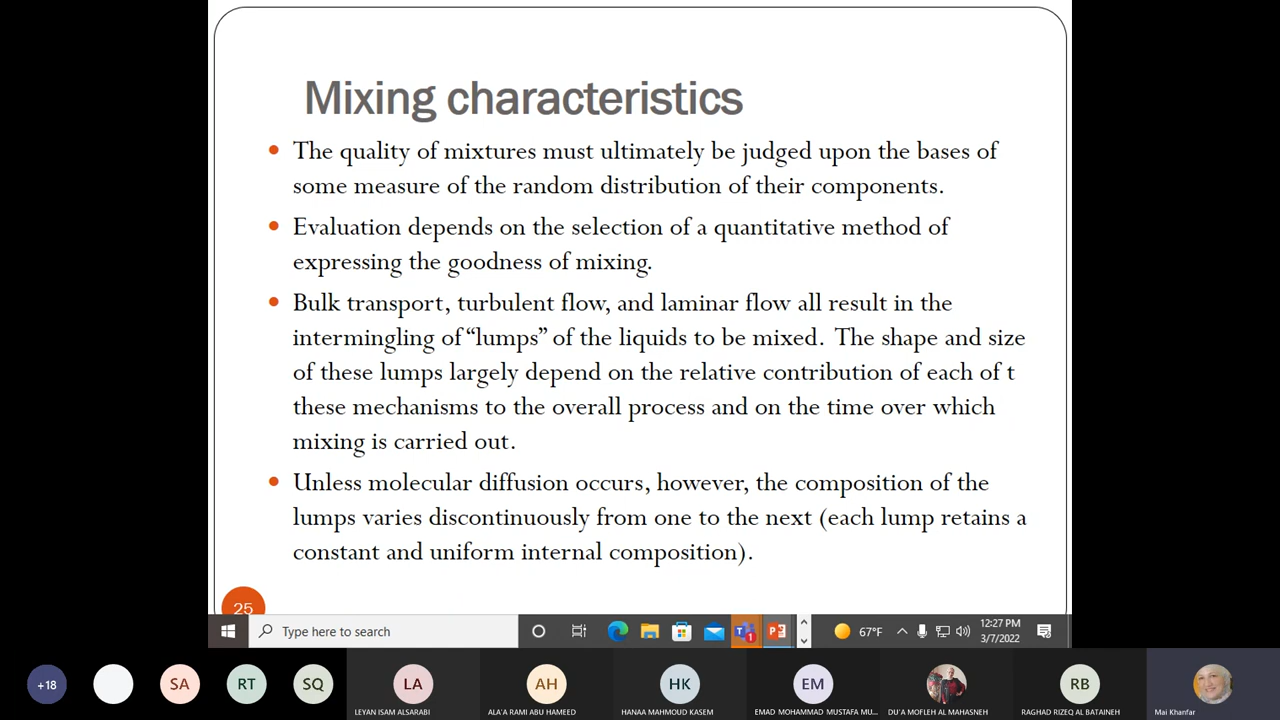 Mixing characteristics
The quality of mixtures must ultimately be judged upon the bases of
some measure of the random distribution of their components.
Evaluation depends on the selection of a quantitative method of
expressing the goodness of mixing.
Bulk transport, turbulent flow, and laminar flow all result in the
intermingling of “lumps” of the liquids to be mixed. The shape and size
of these lumps largely depend on the relative contribution of each of t
these mechanisms to the overall process and on the time over which
mixing is carried out.
Unless molecular diffusion occurs, however, the composition of the
lumps varies discontinuously from one to the next (each lump retains a
constant and uniform internal composition).
25
Type here to search
1
67°F
12:27 PM
3/7/2022
+18
SA
RT
SQ
LA
AH
HK
EM
RB
LEYAN ISAM ALSARABI
ALA'A RAMI ABU HAMEED
HANAA MAHMOUD KASEM
EMAD MOHAMMAD MUSTAFA MU...
DU'A MOFLEH AL MAHASNEH
RAGHAD RIZEQ AL BATAINEH
Mai Khanfar